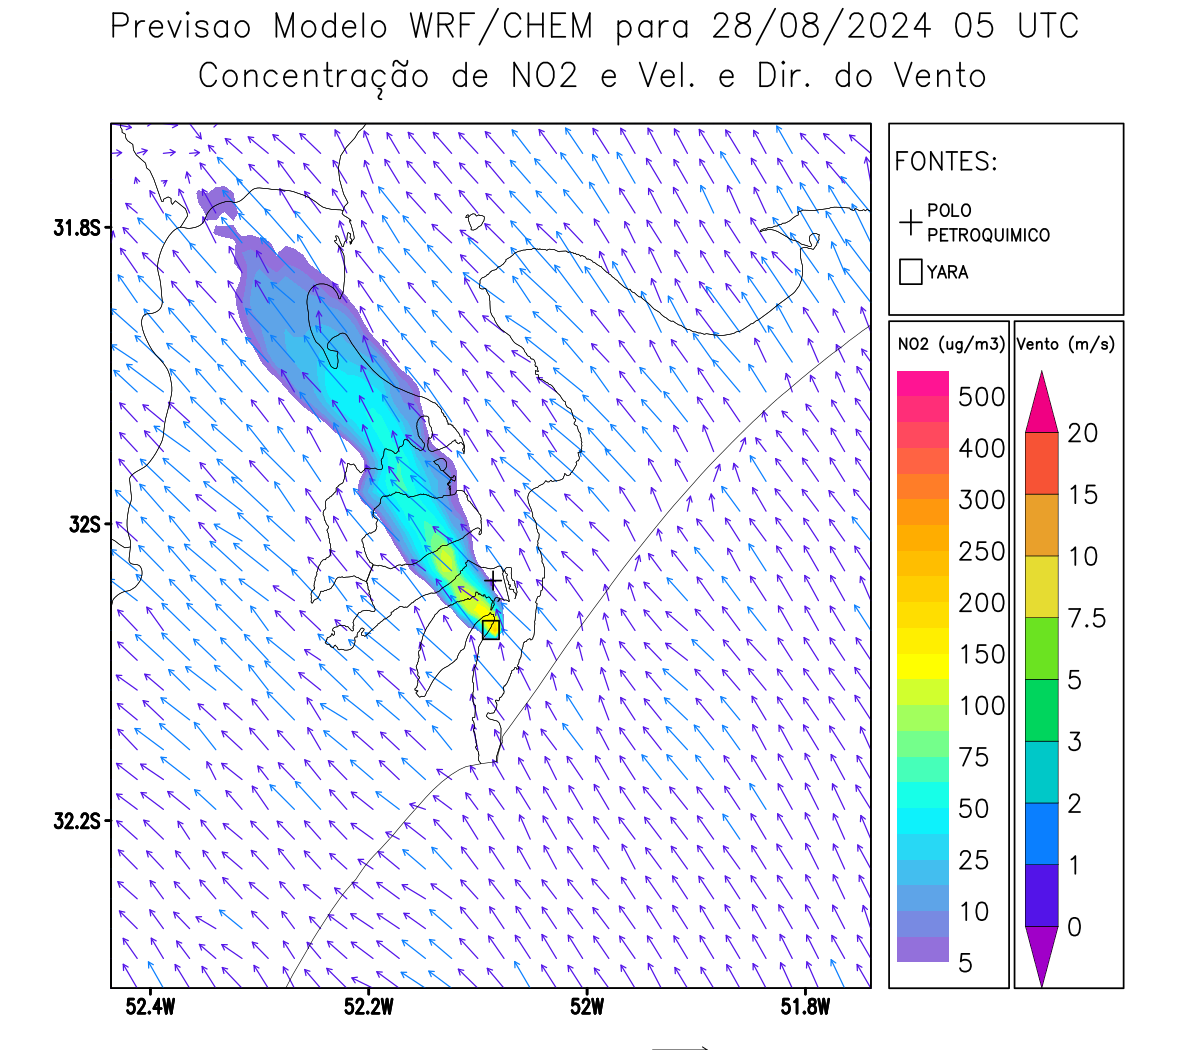 Previsao Modelo WRF/CHEM para 28/08/2024 05 UTC
Concentração de NO2 e Vel. e Dir. do Vento
FONTES:
POLO
PETROQUIMICO
YARA
31.8S
32S
32.2S
52.4W 52.2W 52W 51.8W
NO2 (ug/m3)
500
400
300
250
200
150
100
75
50
25
10
5
Vento (m/s)
20
15
10
7.5
5
3
2
1
0